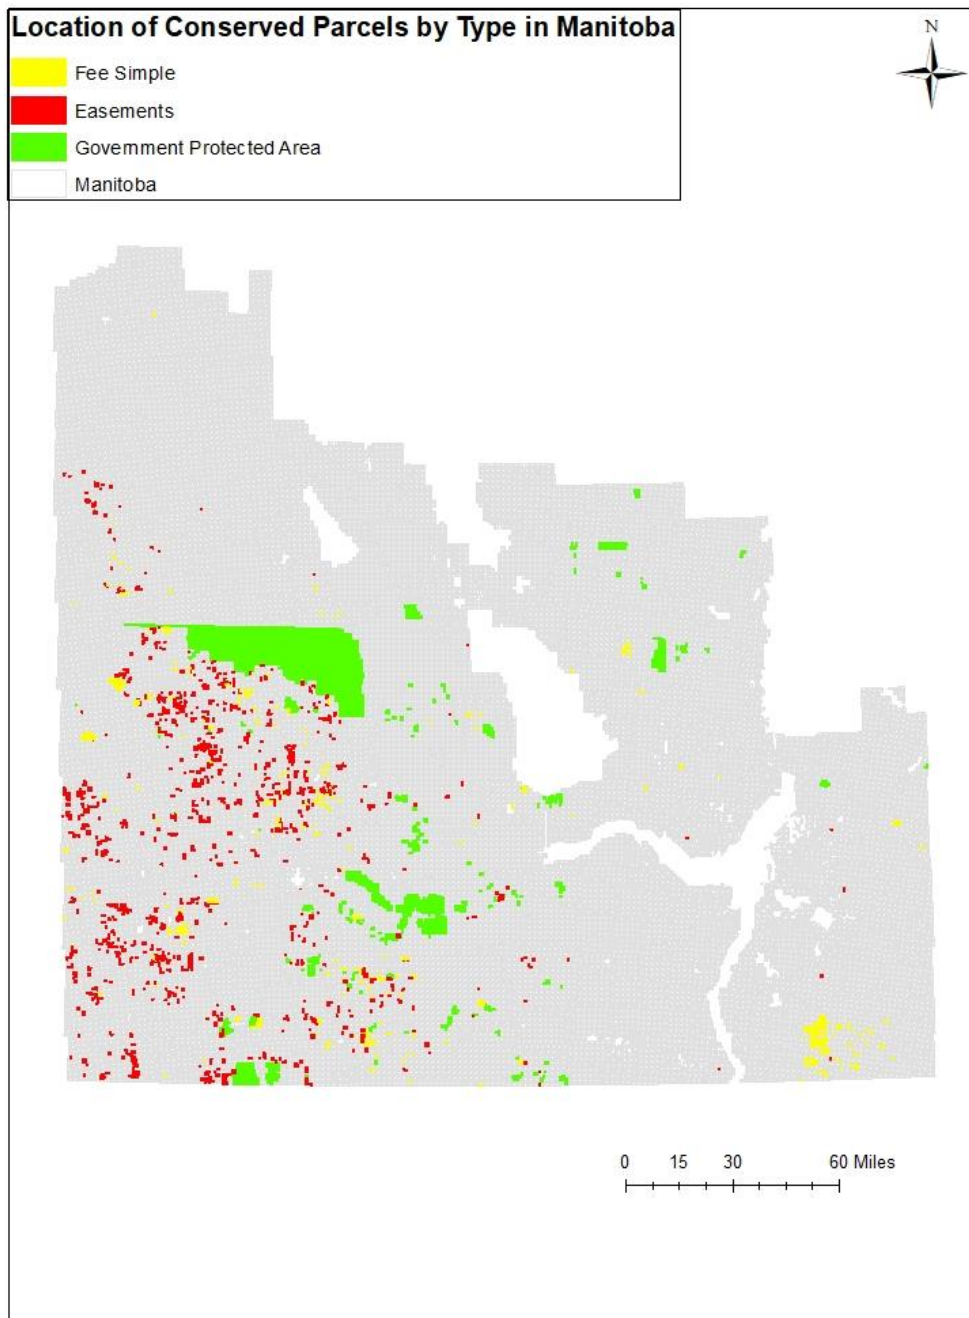 Location of Conserved Parcels by Type in Manitoba
N
Fee Simple
Easements
Government Protected Area
Manitoba
0 15 30 60 Miles